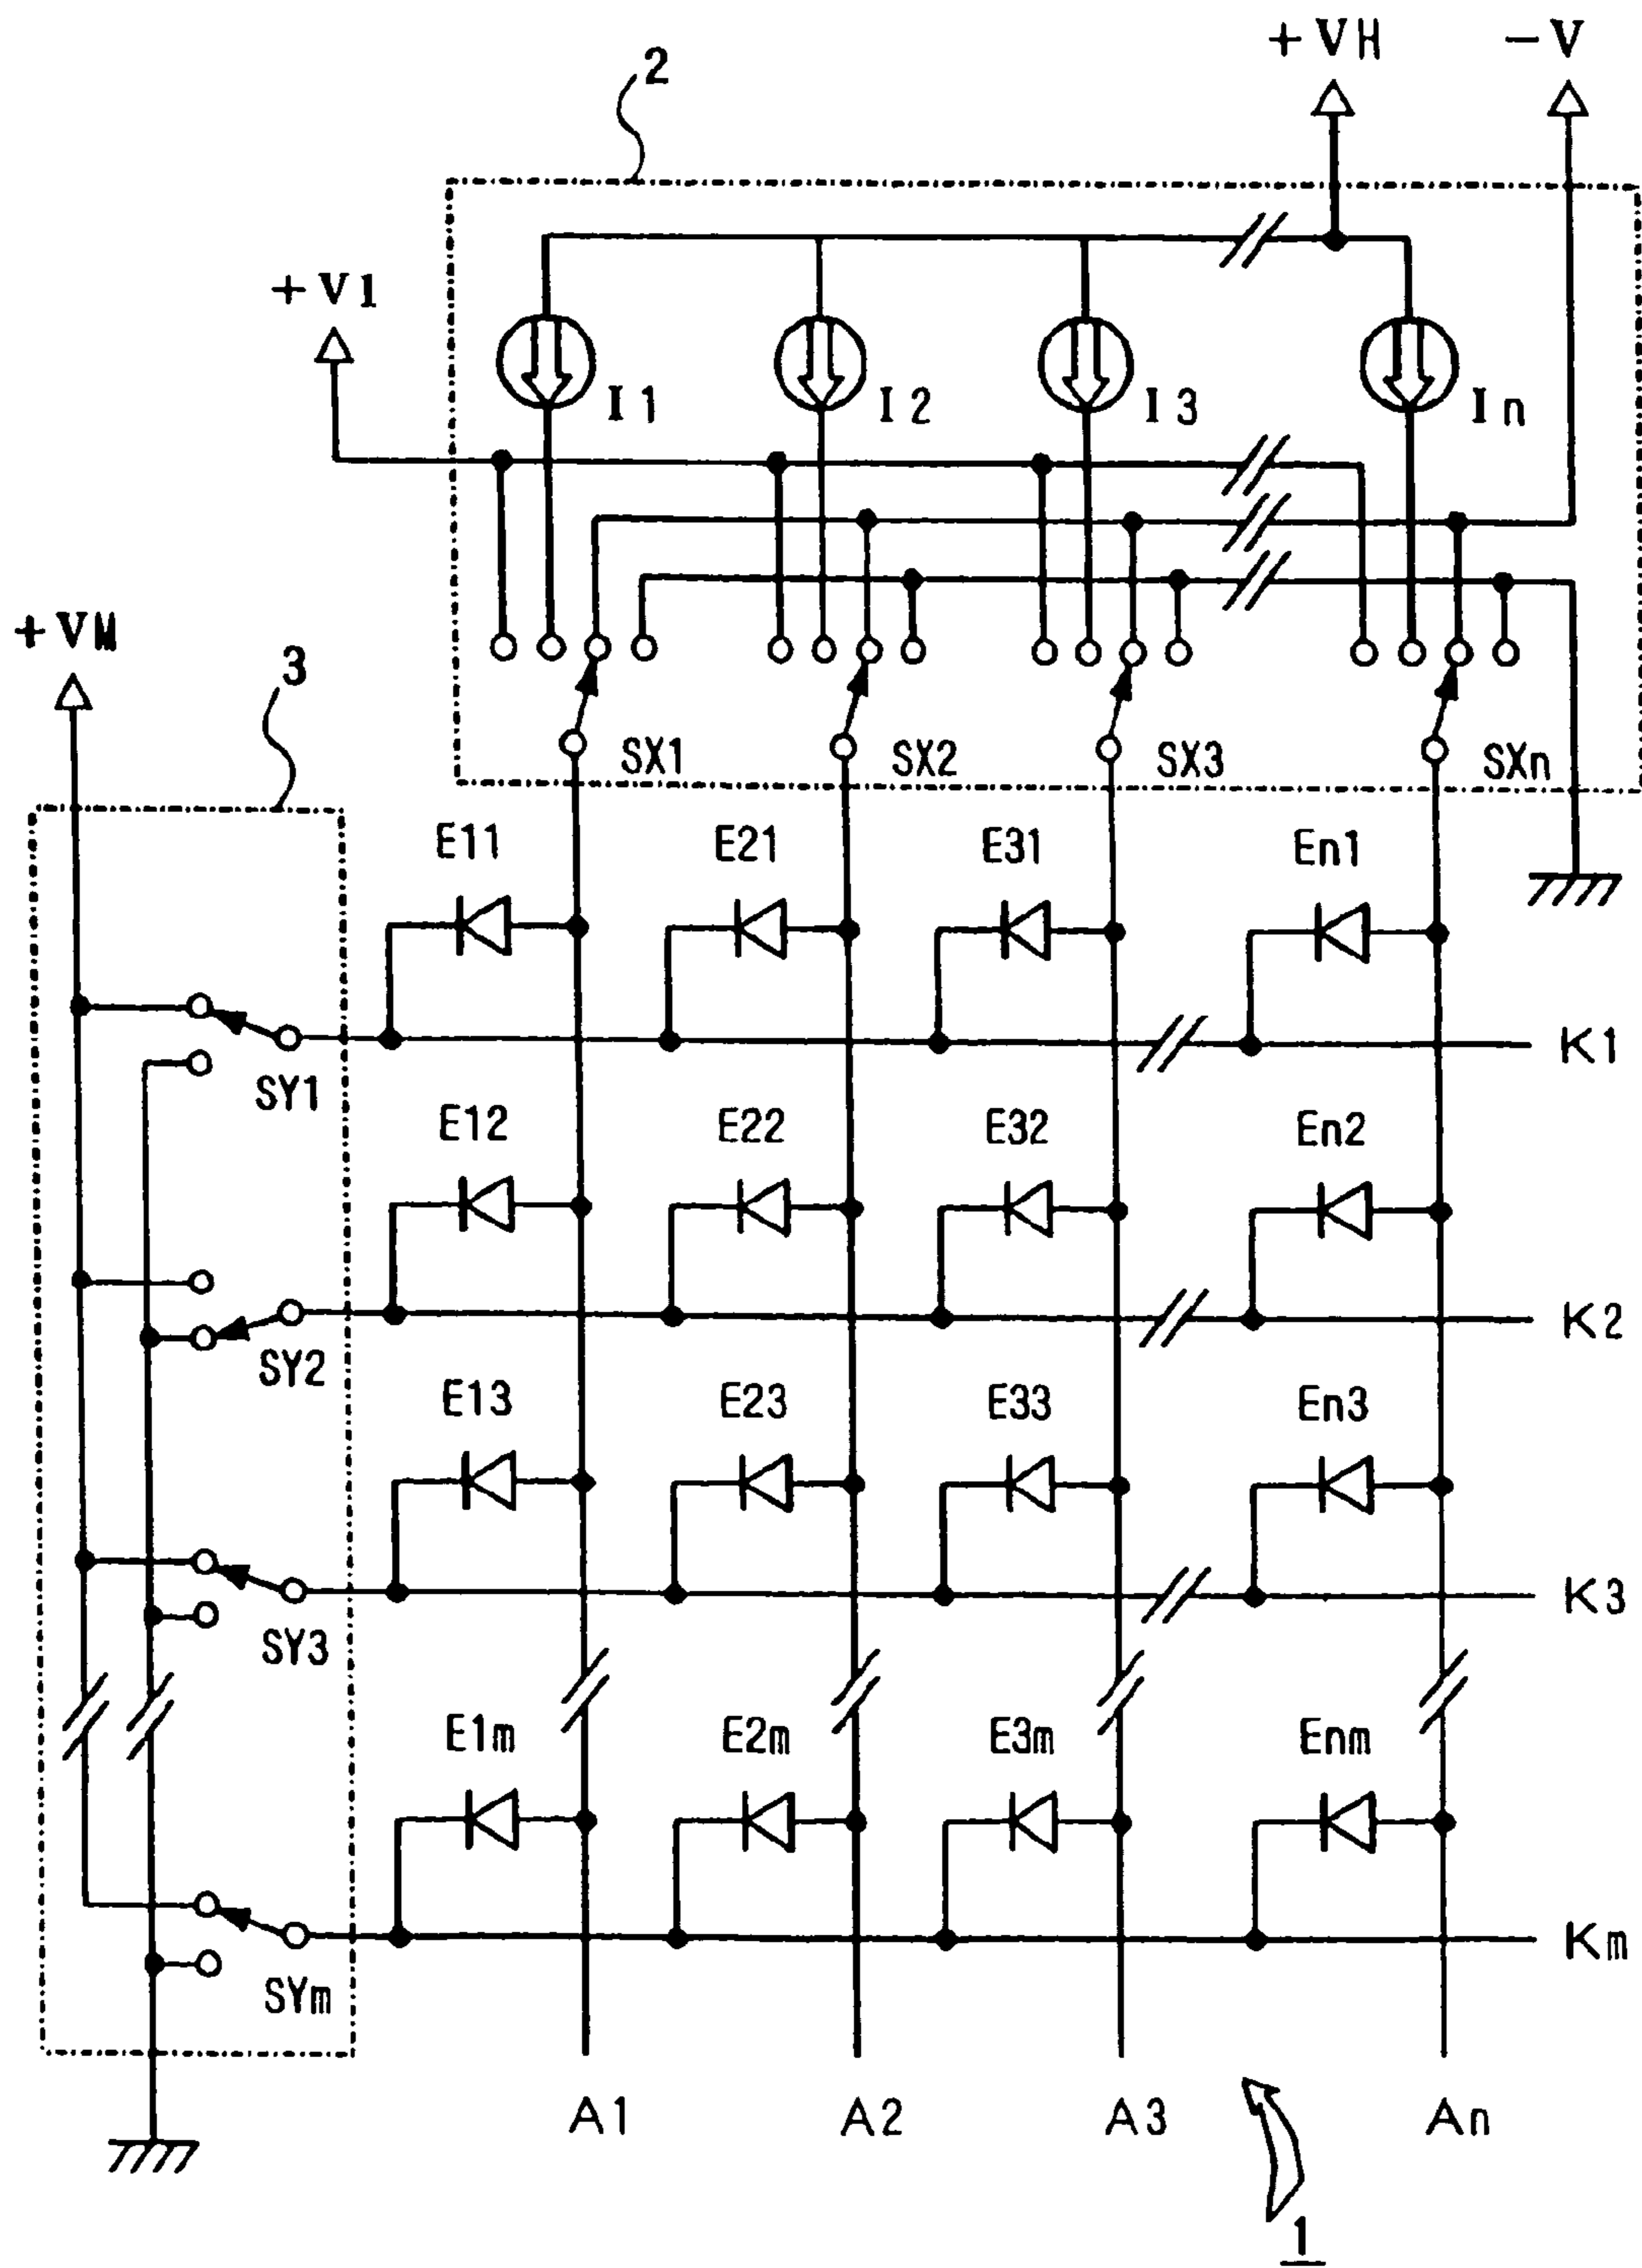 +VH -V
2
+V1
I1 I2 I3 In
+VM
3
SX1 SX2 SX3 SXn
E11 E21 E31 En1
K1
SY1
E12 E22 E32 En2
K2
SY2
E13 E23 E33 En3
K3
SY3
E1m E2m E3m Enm
Km
SYm
A1 A2 A3 An
1